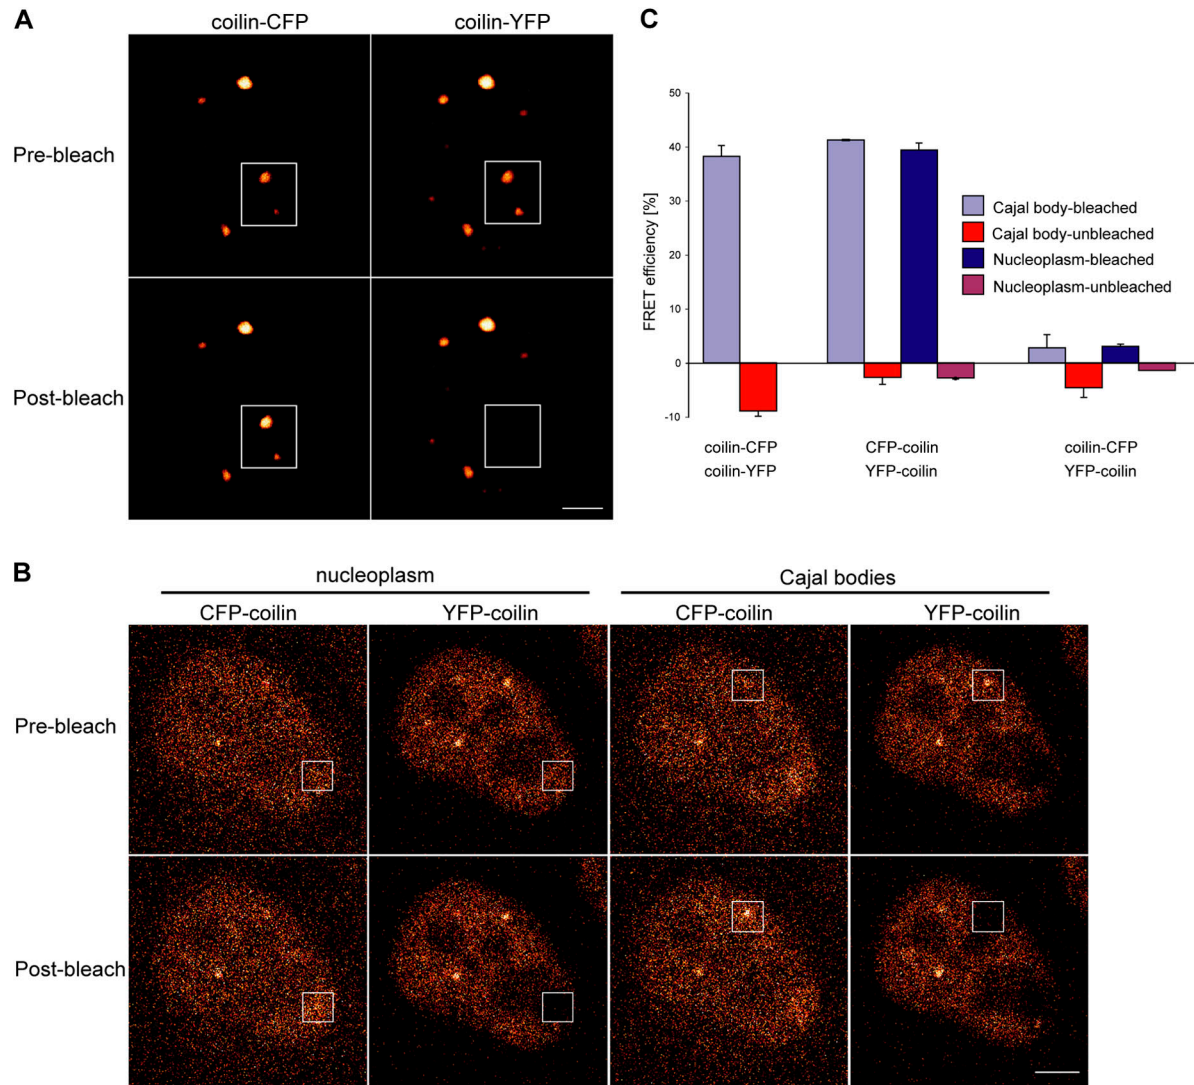 A
coilin-CFP coilin-YFP
Pre-bleach
Post-bleach
C
50
40
30
20
10
0
-10
FRET efficiency [%]
Cajal body-bleached
Cajal body-unbleached
Nucleoplasm-bleached
Nucleoplasm-unbleached
coilin-CFP CFP-coilin coilin-CFP
coilin-YFP YFP-coilin YFP-coilin
B
nucleoplasm Cajal bodies
CFP-coilin YFP-coilin CFP-coilin YFP-coilin
Pre-bleach
Post-bleach